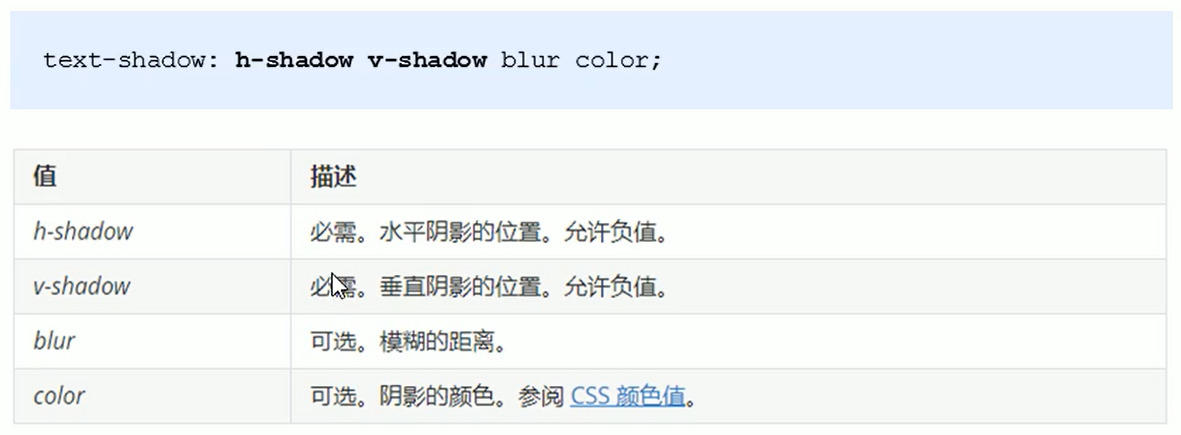 text-shadow: h-shadow v-shadow blur color;
值 描述
h-shadow 必需。水平阴影的位置。允许负值。
v-shadow 必需。垂直阴影的位置。允许负值。
blur 可选。模糊的距离。
color 可选。阴影的颜色。参阅 CSS 颜色值。